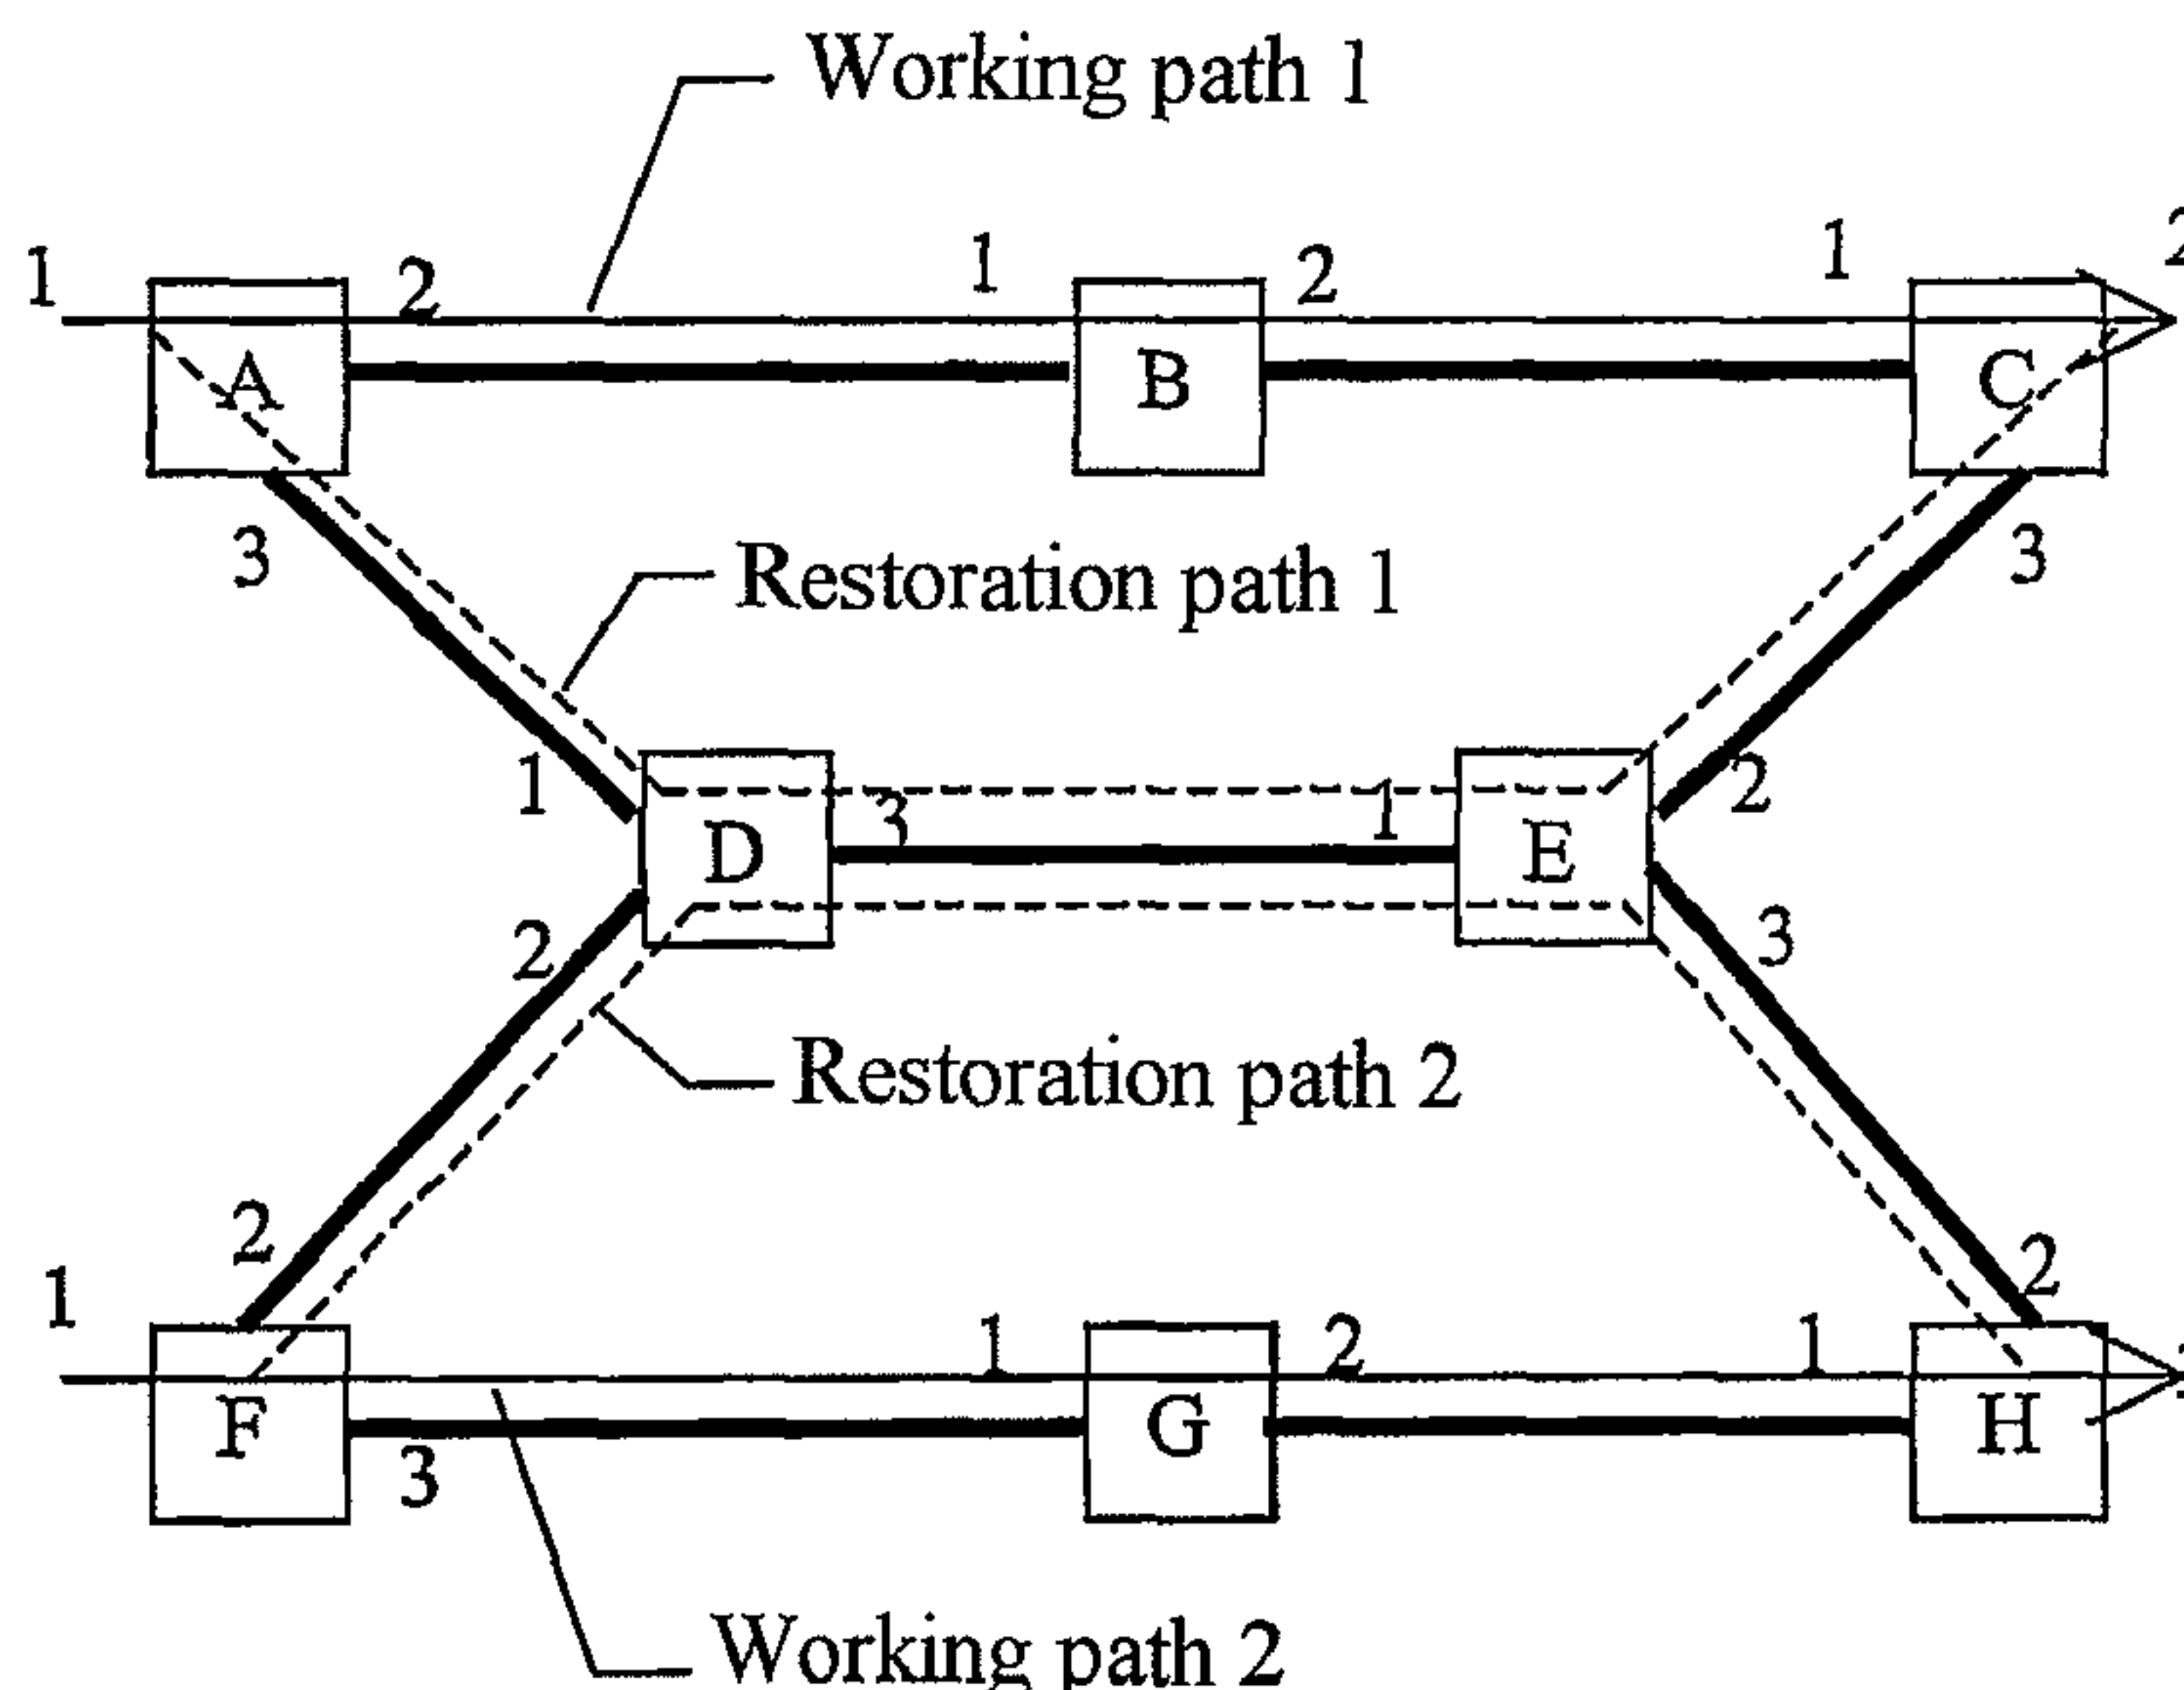 Working path 1
1 2 1 2 1 2
A B C
3 3
Restoration path 1
1 3 1 2
D E
2 3
Restoration path 2
2 2
1 1 2 1
F G H
3
Working path 2